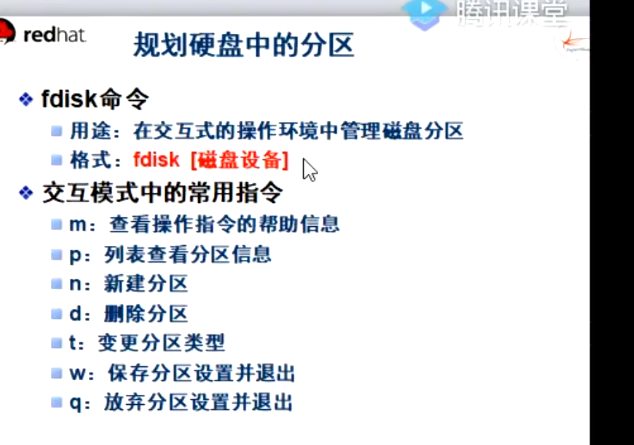 腾讯课堂
redhat
规划硬盘中的分区
fdisk命令
用途：在交互式的操作环境中管理磁盘分区
格式：fdisk [磁盘设备]
交互模式中的常用指令
m：查看操作指令的帮助信息
p：列表查看分区信息
n：新建分区
d：删除分区
t：变更分区类型
w：保存分区设置并退出
q：放弃分区设置并退出